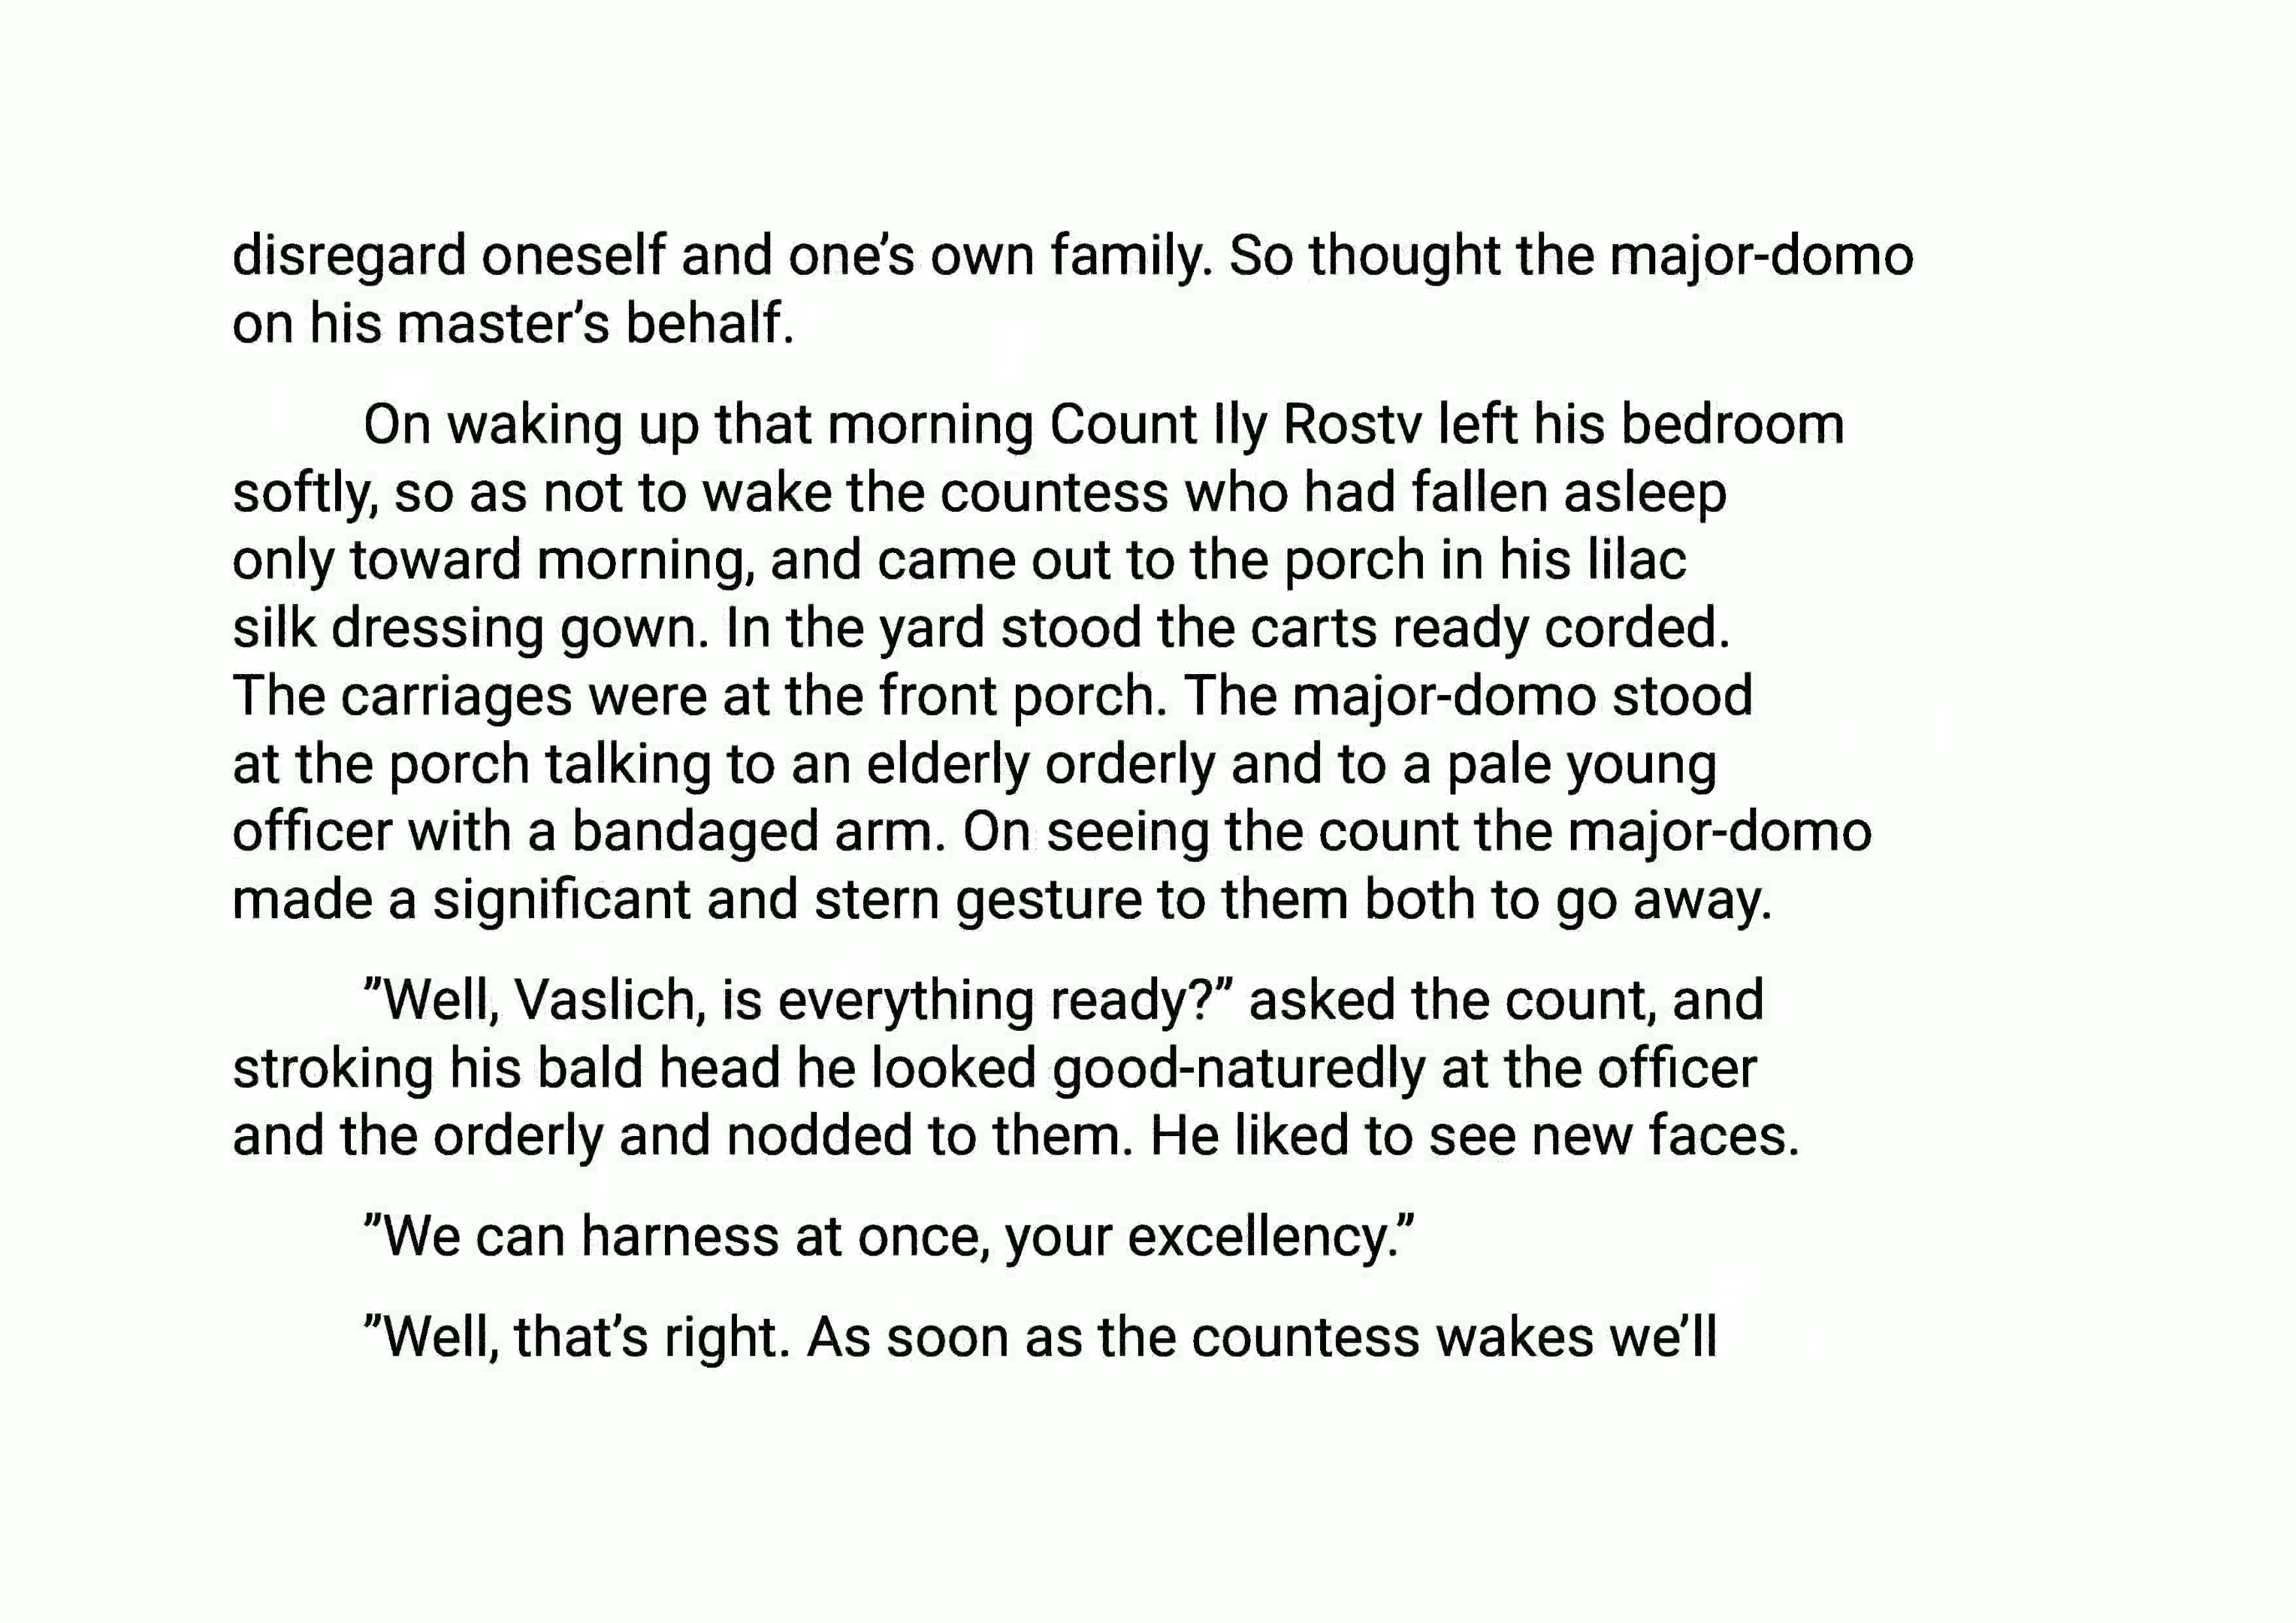 disregard oneself and one’s own family. So thought the major-domo
on his master’s behalf.
On waking up that morning Count Ily Rostv left his bedroom
softly, so as not to wake the countess who had fallen asleep
only toward morning, and came out to the porch in his lilac
silk dressing gown. In the yard stood the carts ready corded.
The carriages were at the front porch. The major-domo stood
at the porch talking to an elderly orderly and to a pale young
officer with a bandaged arm. On seeing the count the major-domo
made a significant and stern gesture to them both to go away.
”Well, Vaslich, is everything ready?” asked the count, and
stroking his bald head he looked good-naturedly at the officer
and the orderly and nodded to them. He liked to see new faces.
”We can harness at once, your excellency.”
”Well, that’s right. As soon as the countess wakes we’ll